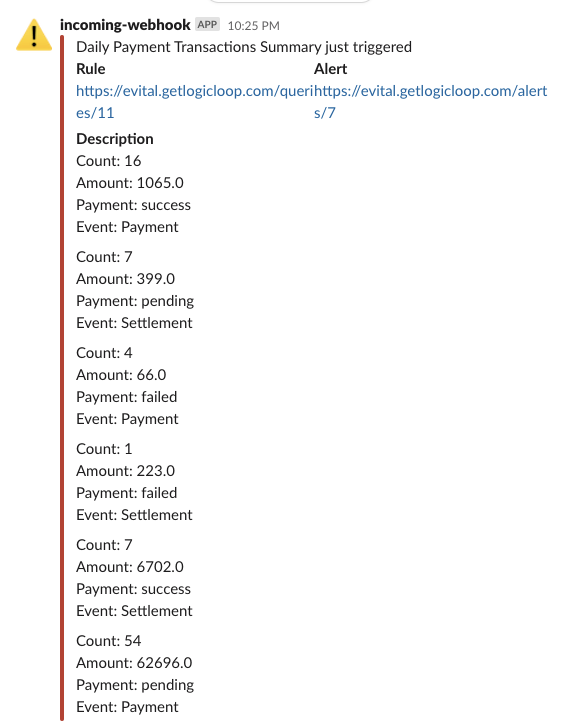 incoming-webhook APP 10:25 PM
Daily Payment Transactions Summary just triggered
Rule
https://evital.getlogicloop.com/queri
es/11
Alert
https://evital.getlogicloop.com/alert
s/7
Description
Count: 16
Amount: 1065.0
Payment: success
Event: Payment
Count: 7
Amount: 399.0
Payment: pending
Event: Settlement
Count: 4
Amount: 66.0
Payment: failed
Event: Payment
Count: 1
Amount: 223.0
Payment: failed
Event: Settlement
Count: 7
Amount: 6702.0
Payment: success
Event: Settlement
Count: 54
Amount: 62696.0
Payment: pending
Event: Payment